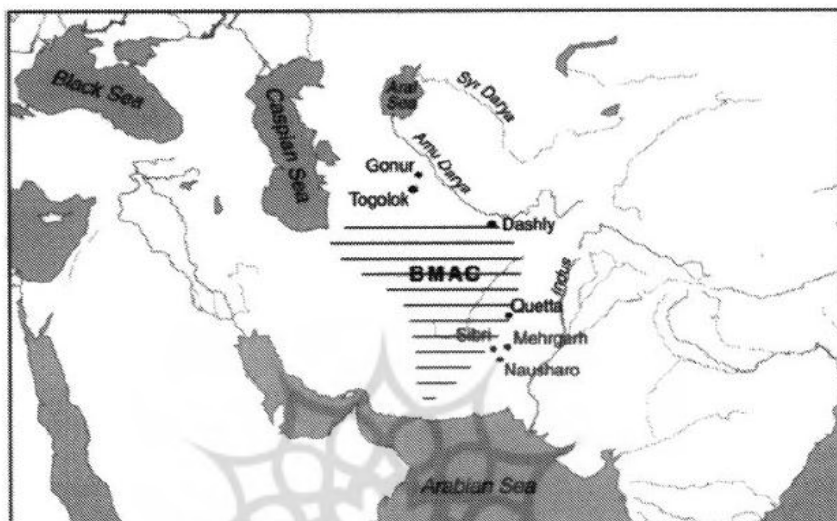 Black Sea
Caspian Sea
Aral
Sea
Syr Darya
Amu Darya
Gonur
Togolok
Dashly
BMAC
Indus
Quetta
Sibri
Mehrgarh
Nausharo
Arabian Sea